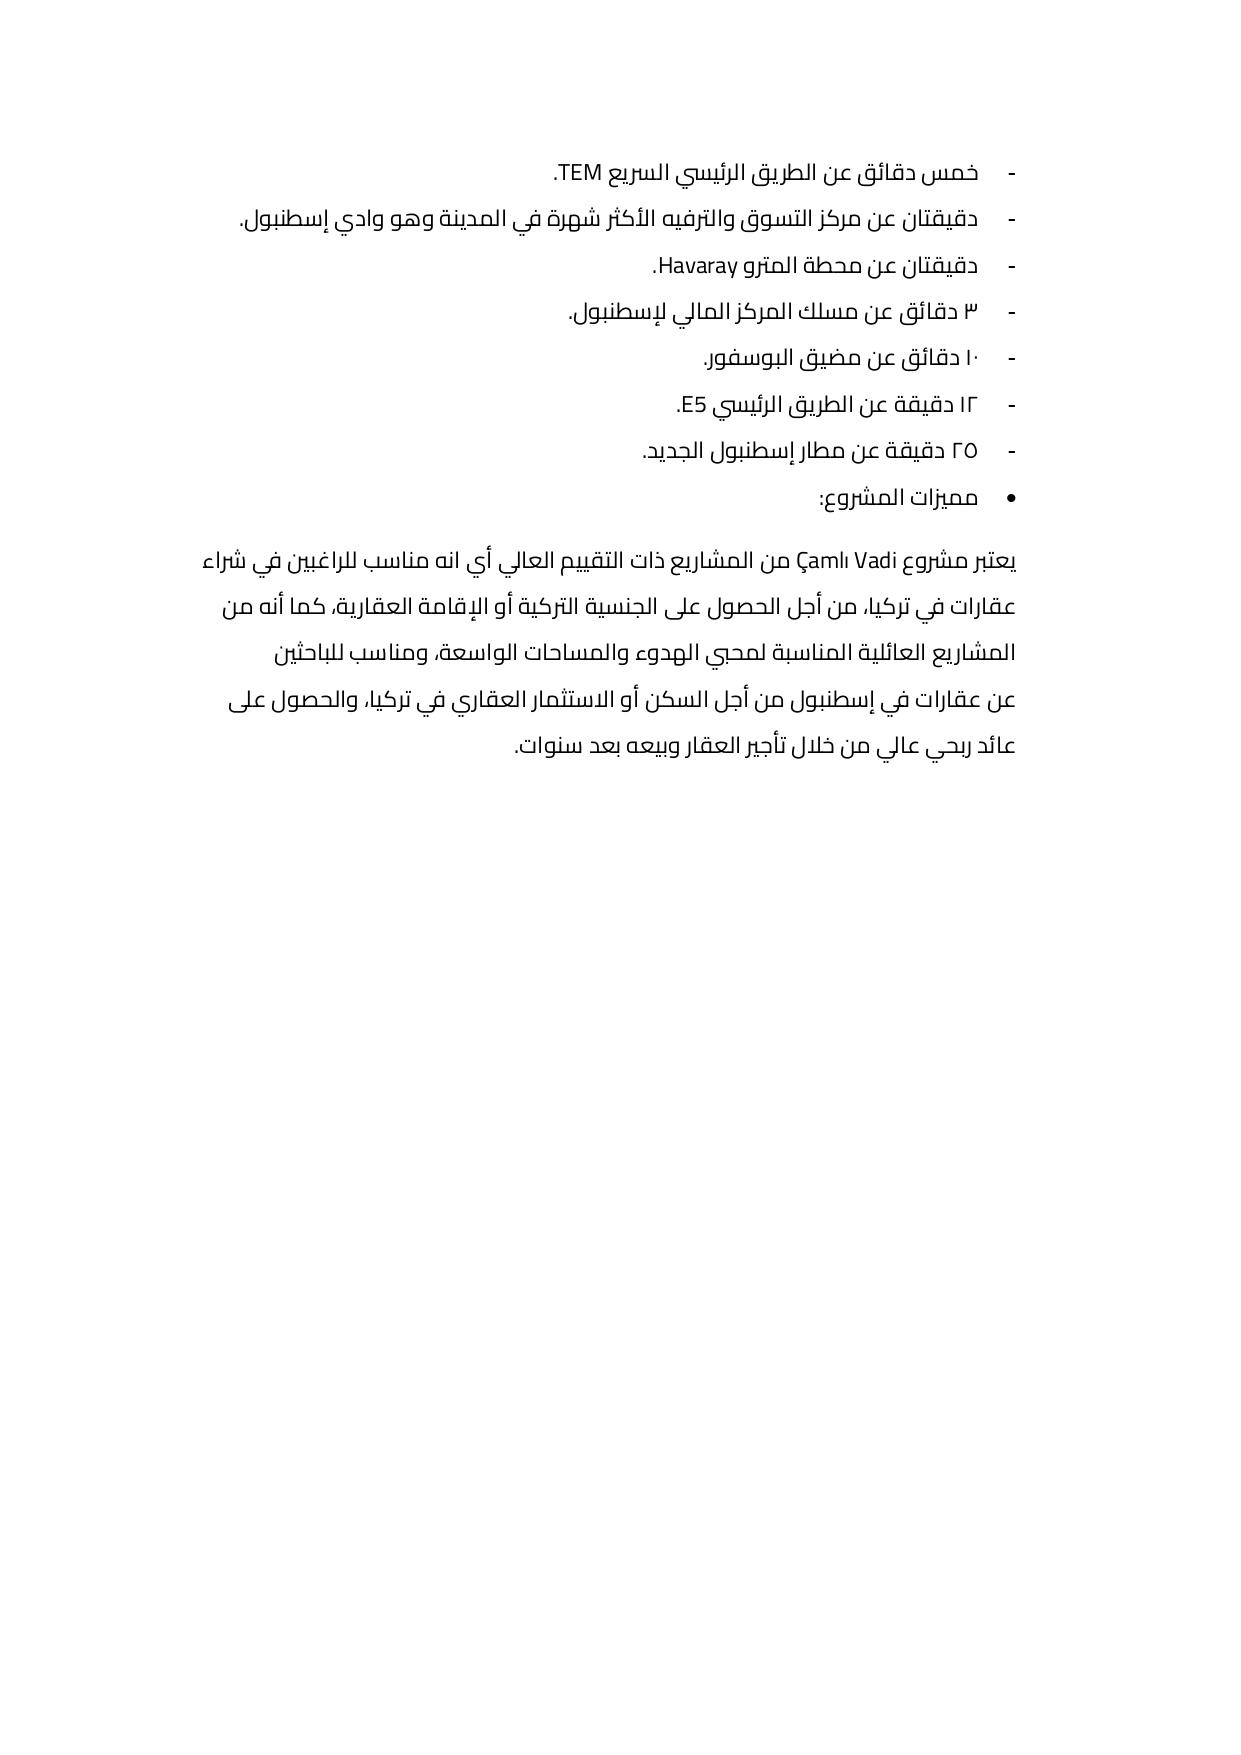 - خمس دقائق عن الطريق الرئيسي السريع TEM.
- دقيقتان عن مركز التسوق والترفيه الأكثر شهرة في المدينة وهو وادي إسطنبول.
- دقيقتان عن محطة المترو Havaray.
- ٣ دقائق عن مسلك المركز المالي لإسطنبول.
- ١٠ دقائق عن مضيق البوسفور.
- ١٢ دقيقة عن الطريق الرئيسي E5.
- ٢٥ دقيقة عن مطار إسطنبول الجديد.
• مميزات المشروع:
يعتبر مشروع Çamlı Vadi من المشاريع ذات التقييم العالي أي انه مناسب للراغبين في شراء
عقارات في تركيا، من أجل الحصول على الجنسية التركية أو الإقامة العقارية، كما أنه من
المشاريع العائلية المناسبة لمحبي الهدوء والمساحات الواسعة، ومناسب للباحثين
عن عقارات في إسطنبول من أجل السكن أو الاستثمار العقاري في تركيا، والحصول على
عائد ربحي عالي من خلال تأجير العقار وبيعه بعد سنوات.